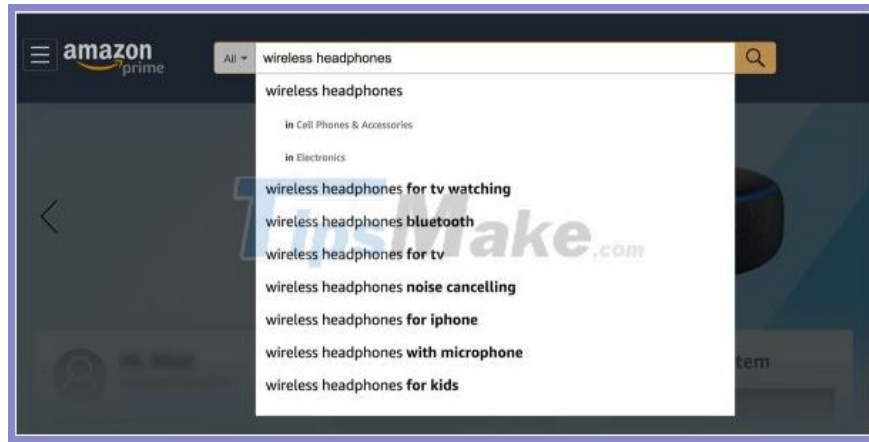 amazon
prime
All
wireless headphones
wireless headphones
in Cell Phones & Accessories
in Electronics
wireless headphones for tv watching
wireless headphones bluetooth
wireless headphones for tv
wireless headphones noise cancelling
wireless headphones for iphone
wireless headphones with microphone
wireless headphones for kids
TipsMake.com
tem